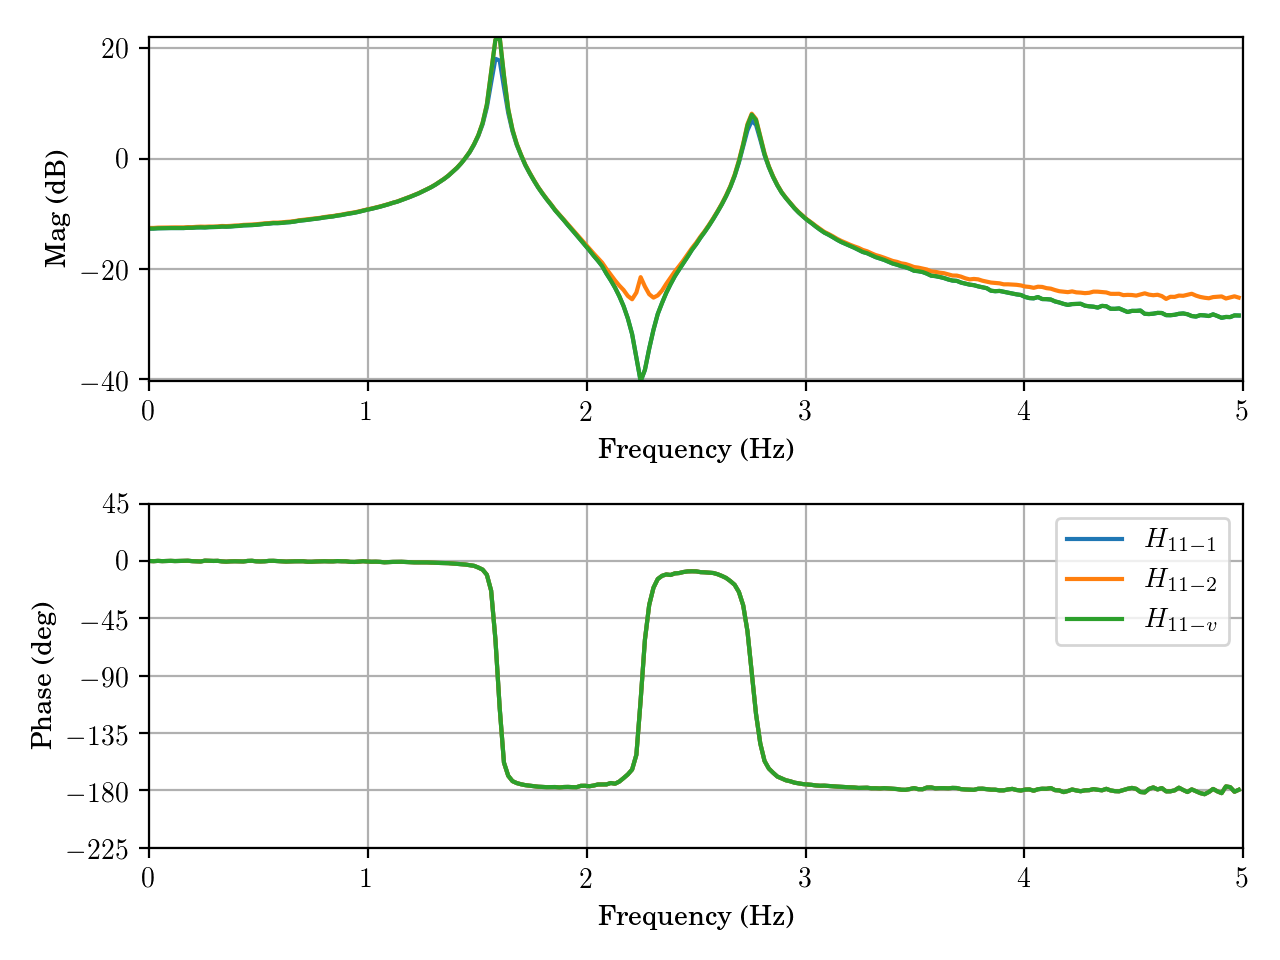 20
0
−20
−40
Mag (dB)
0 1 2 3 4 5
Frequency (Hz)
45
0
−45
−90
−135
−180
−225
Phase (deg)
H₁₁₋₁
H₁₁₋₂
H₁₁₋ᵥ
0 1 2 3 4 5
Frequency (Hz)